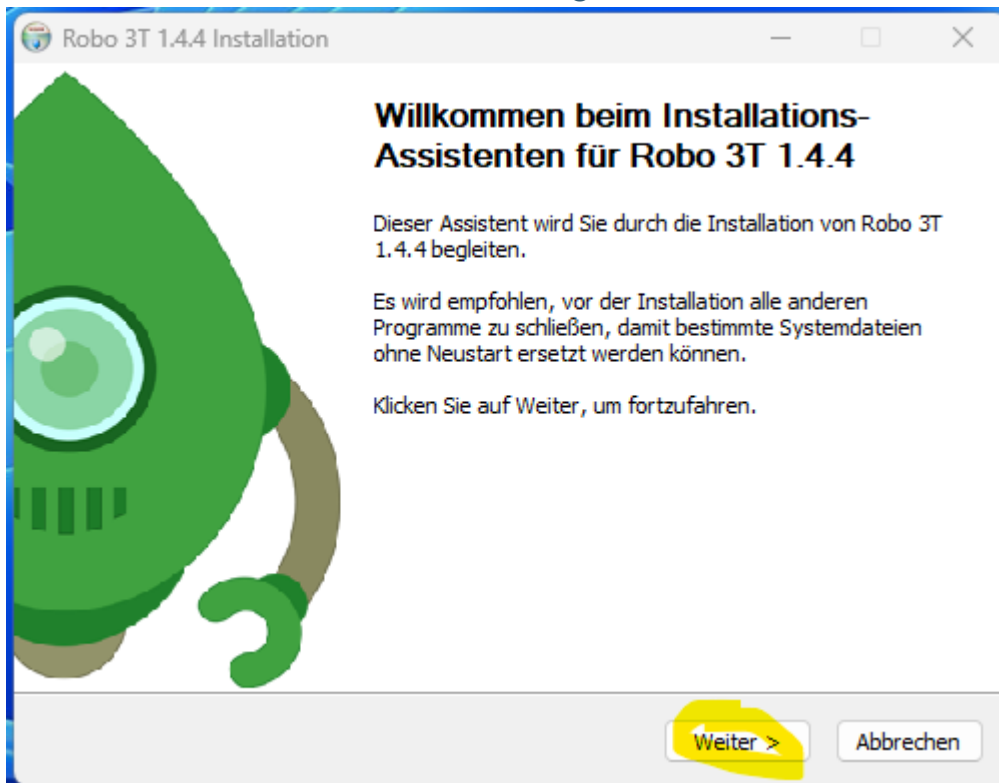 Robo 3T 1.4.4 Installation
Willkommen beim Installations-
Assistenten für Robo 3T 1.4.4
Dieser Assistent wird Sie durch die Installation von Robo 3T
1.4.4 begleiten.
Es wird empfohlen, vor der Installation alle anderen
Programme zu schließen, damit bestimmte Systemdateien
ohne Neustart ersetzt werden können.
Klicken Sie auf Weiter, um fortzufahren.
Weiter >
Abbrechen